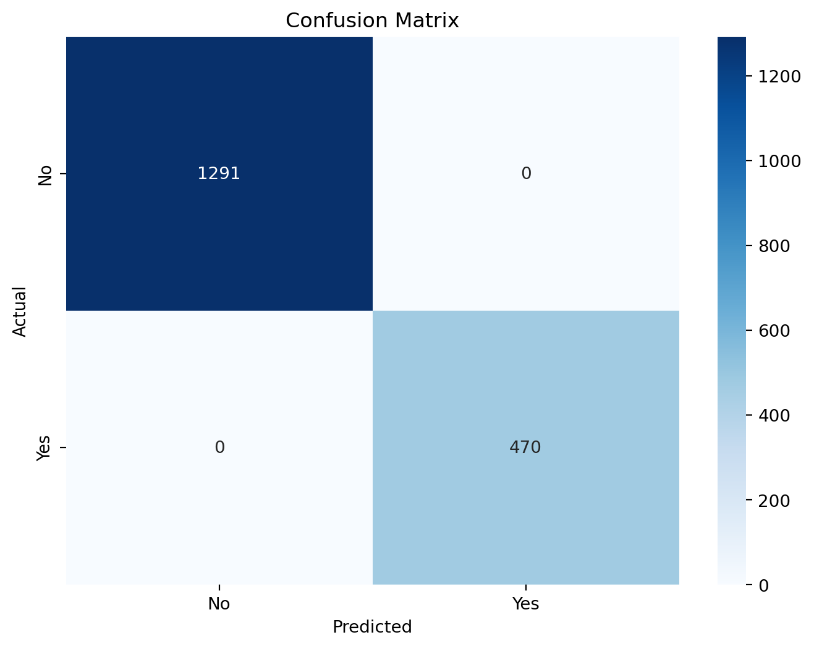 Confusion Matrix
No
1291
0
Actual
Yes
0
470
No
Yes
Predicted
1200
1000
800
600
400
200
0